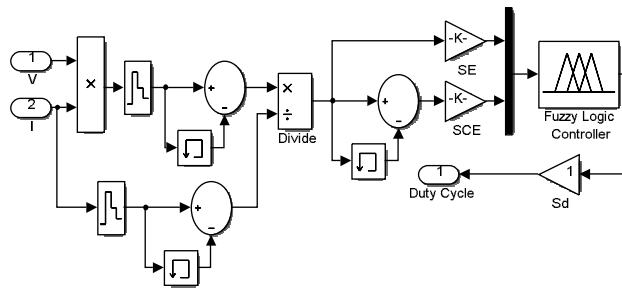 1
V
2
I
×
×
÷
Divide
+
−
+
−
+
−
-K-
SE
-K-
SCE
Fuzzy Logic
Controller
1
Duty Cycle
1
Sd